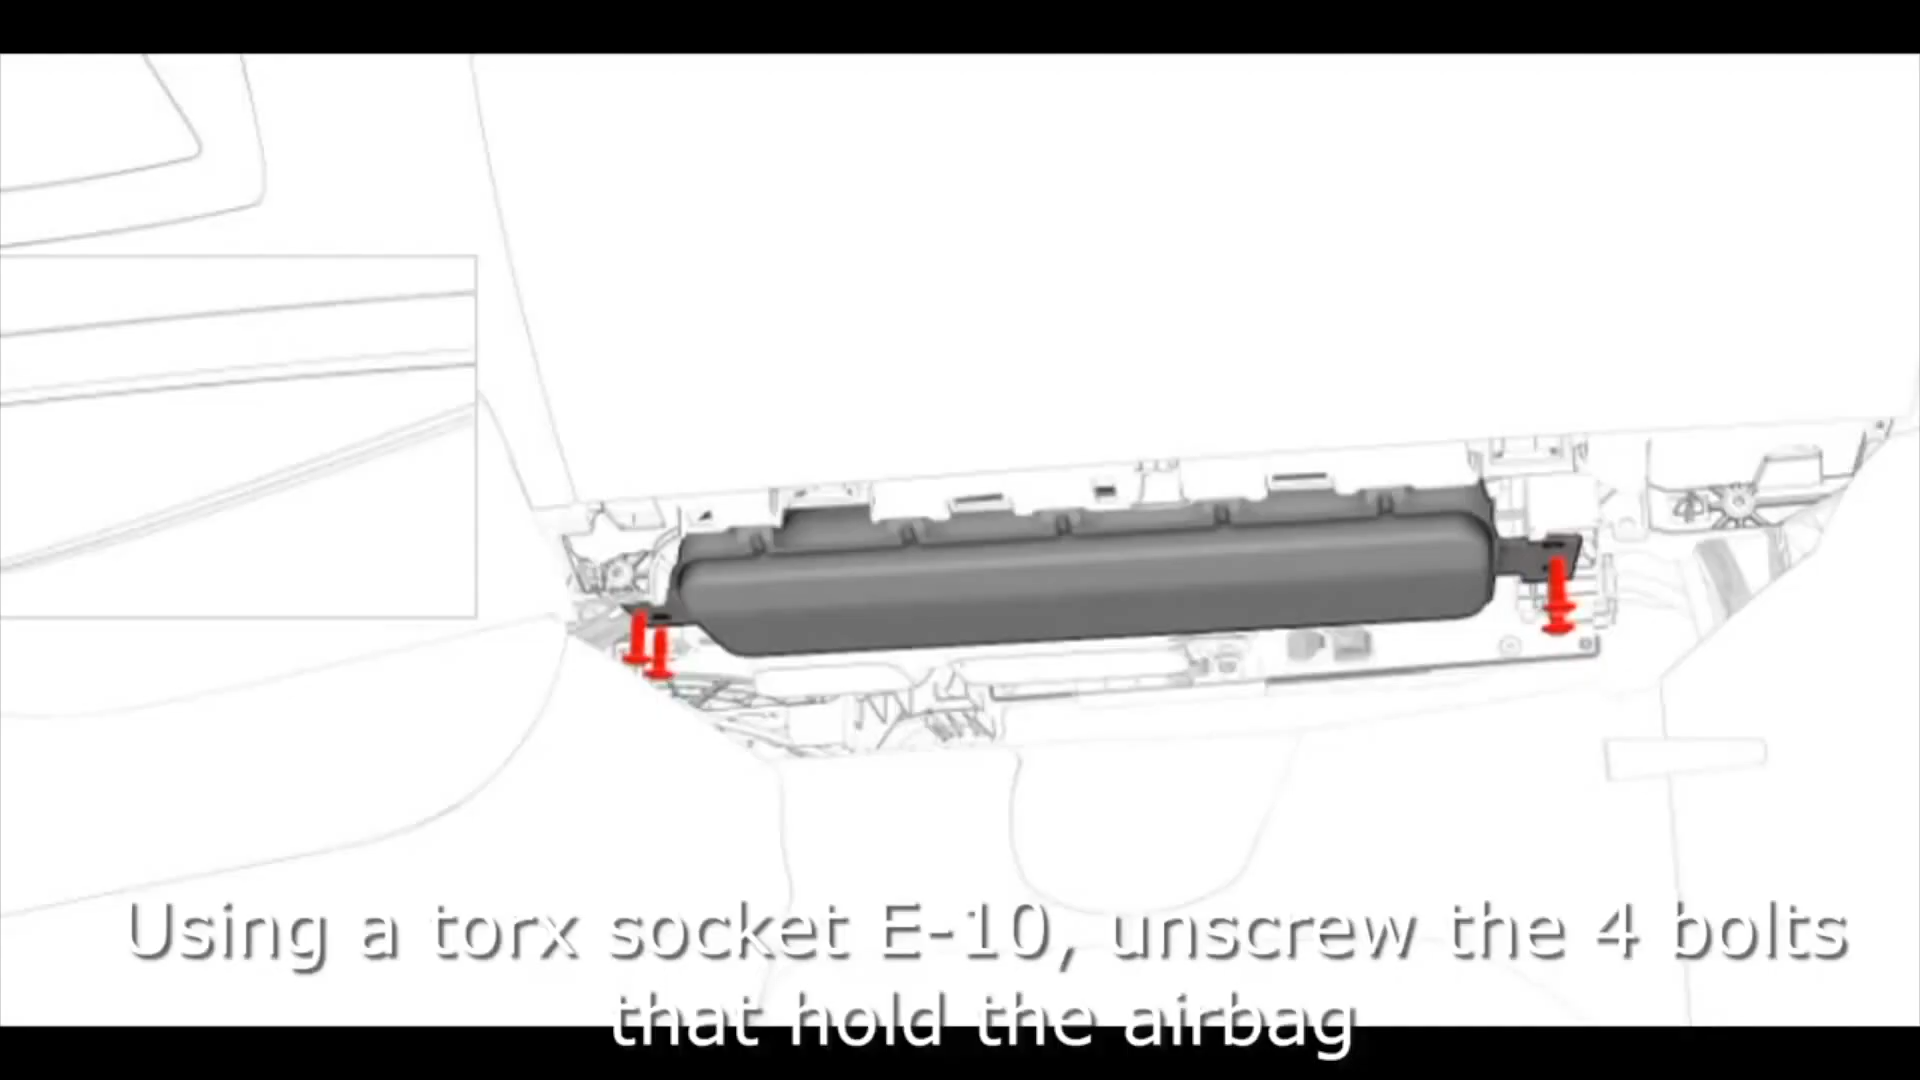 Using a torx socket E-10, unscrew the 4 bolts
that hold the airbag